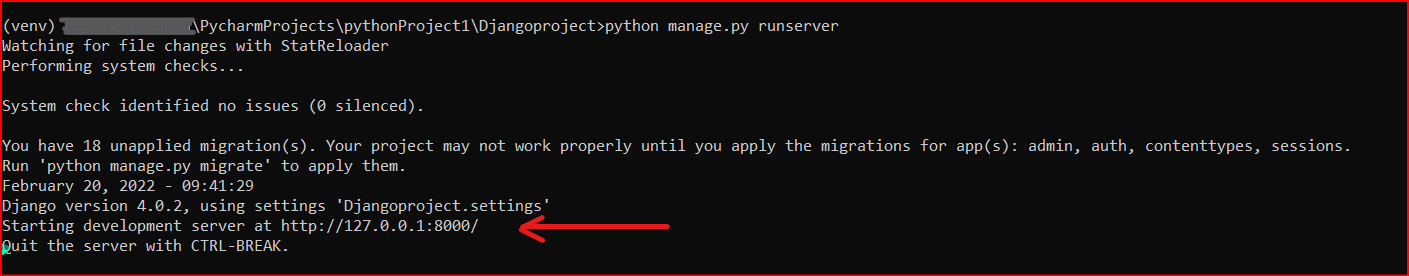 (venv) \PycharmProjects\pythonProject1\Djangoproject>python manage.py runserver
Watching for file changes with StatReloader
Performing system checks...
System check identified no issues (0 silenced).
You have 18 unapplied migration(s). Your project may not work properly until you apply the migrations for app(s): admin, auth, contenttypes, sessions.
Run 'python manage.py migrate' to apply them.
February 20, 2022 - 09:41:29
Django version 4.0.2, using settings 'Djangoproject.settings'
Starting development server at http://127.0.0.1:8000/
Quit the server with CTRL-BREAK.